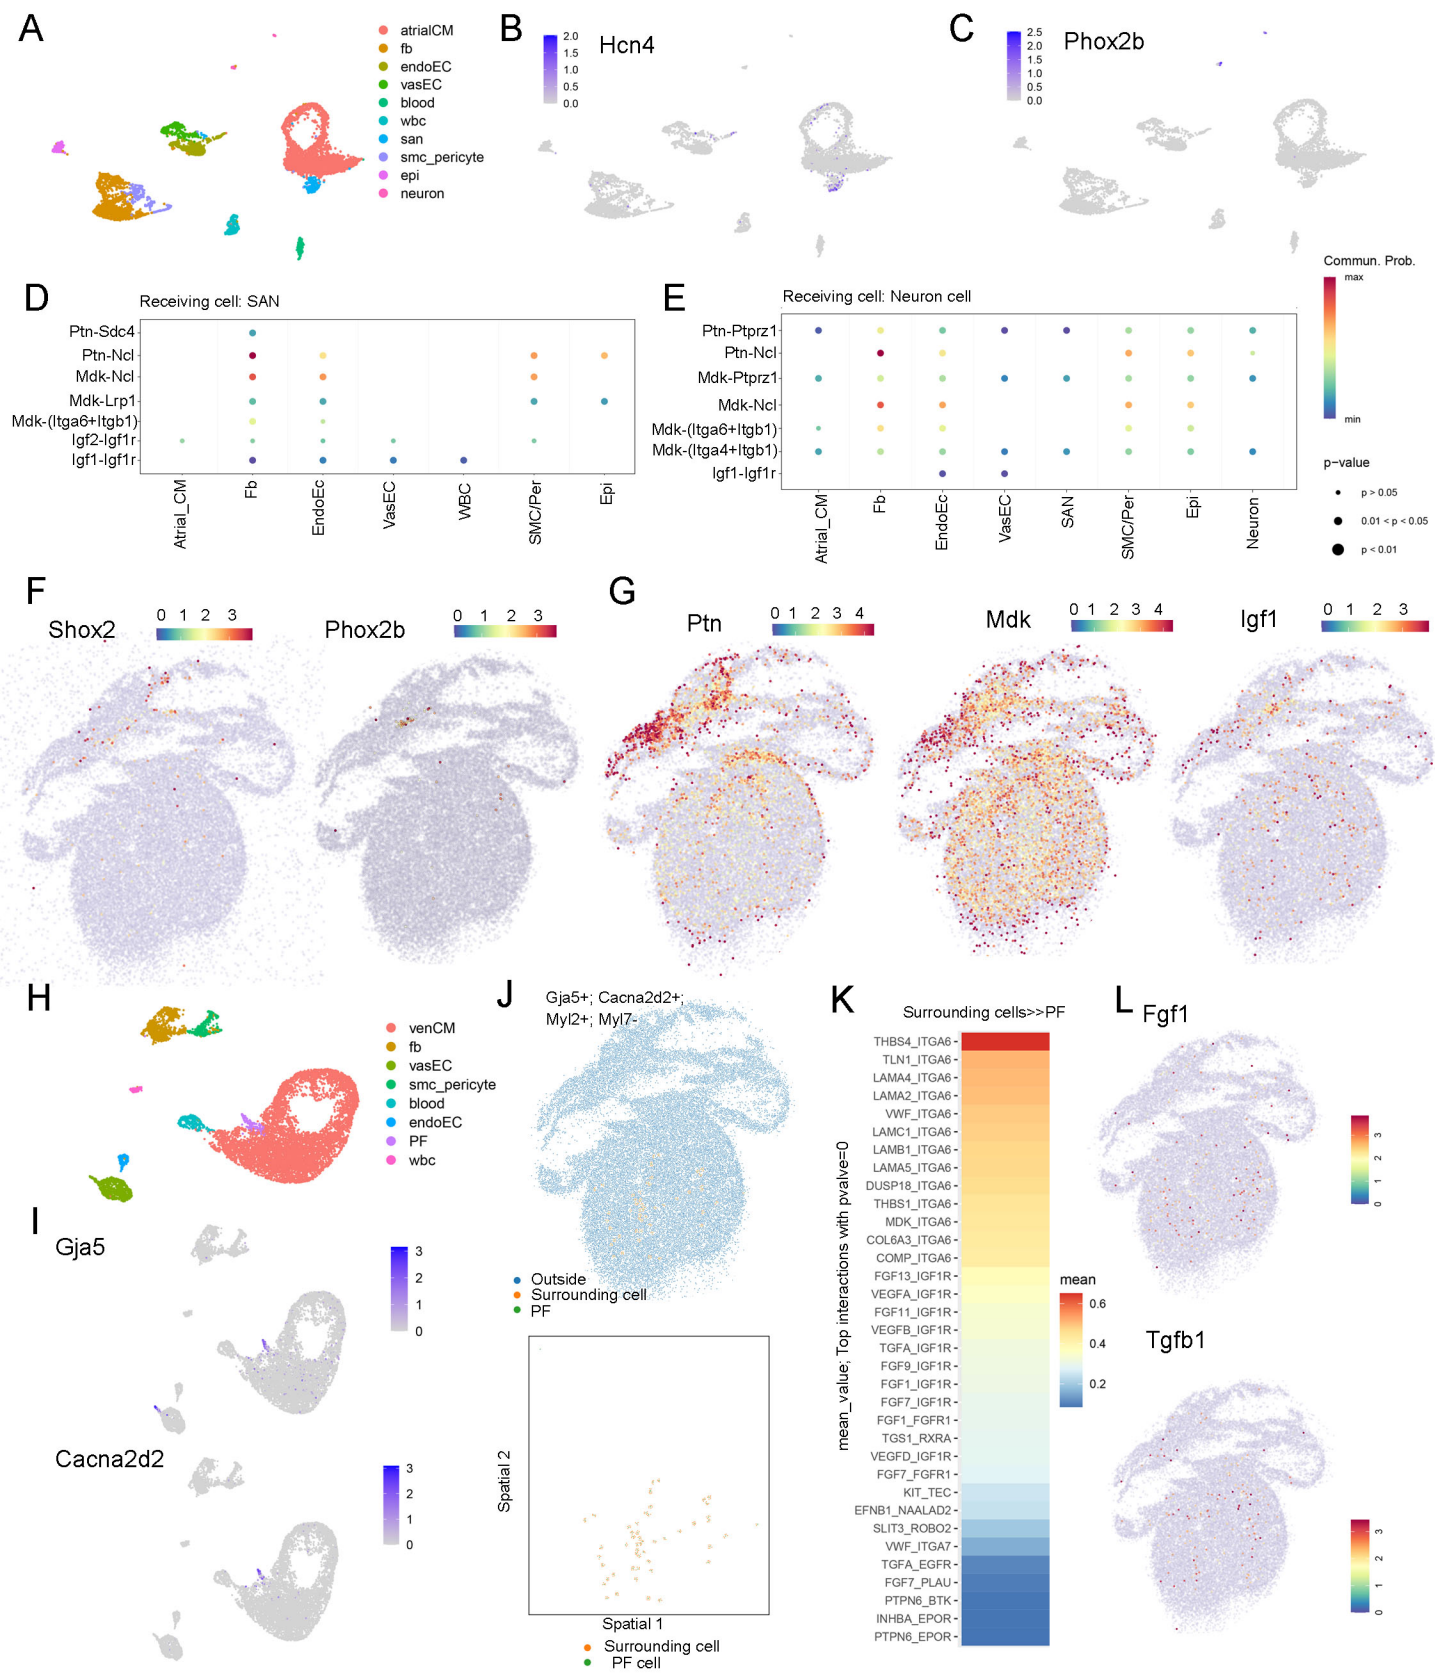 A
atrialCM
fb
endoEC
vasEC
blood
wbc
san
smc_pericyte
epi
neuron
B
Hcn4
2.0
1.5
1.0
0.5
0.0
C
Phox2b
2.5
2.0
1.5
1.0
0.5
0.0
D
Receiving cell: SAN
Ptn-Sdc4
Ptn-Ncl
Mdk-Ncl
Mdk-Lrp1
Mdk-(Itga6+Itgb1)
Igf2-Igf1r
Igf1-Igf1r
Atrial_CM
Fb
EndoEc
VasEC
WBC
SMC/Per
Epi
E
Receiving cell: Neuron cell
Ptn-Ptprz1
Ptn-Ncl
Mdk-Ptprz1
Mdk-Ncl
Mdk-(Itga6+Itgb1)
Mdk-(Itga4+Itgb1)
Igf1-Igf1r
Atrial_CM
Fb
EndoEc
VasEC
SAN
SMC/Per
Epi
Neuron
Commun. Prob.
max
min
p-value
p > 0.05
0.01 < p < 0.05
p < 0.01
F
Shox2
0 1 2 3
Phox2b
0 1 2 3
G
Ptn
0 1 2 3 4
Mdk
0 1 2 3 4
Igf1
0 1 2 3
H
venCM
fb
vasEC
smc_pericyte
blood
endoEC
PF
wbc
I
Gja5
3
2
1
0
Cacna2d2
3
2
1
0
J
Gja5+; Cacna2d2+;
Myl2+; Myl7-
Outside
Surrounding cell
PF
Spatial 2
Spatial 1
Surrounding cell
PF cell
K
Surrounding cells>>PF
mean_value; Top interactions with pvalve=0
THBS4_ITGA6
TLN1_ITGA6
LAMA4_ITGA6
LAMA2_ITGA6
VWF_ITGA6
LAMC1_ITGA6
LAMB1_ITGA6
LAMA5_ITGA6
DUSP18_ITGA6
THBS1_ITGA6
MDK_ITGA6
COL6A3_ITGA6
COMP_ITGA6
FGF13_IGF1R
VEGFA_IGF1R
FGF11_IGF1R
VEGFB_IGF1R
TGFA_IGF1R
FGF9_IGF1R
FGF1_IGF1R
FGF7_IGF1R
FGF1_FGFR1
TGS1_RXRA
VEGFD_IGF1R
FGF7_FGFR1
KIT_TEC
EFNB1_NAALAD2
SLIT3_ROBO2
VWF_ITGA7
TGFA_EGFR
FGF7_PLAU
PTPN6_BTK
INHBA_EPOR
PTPN6_EPOR
mean
0.6
0.4
0.2
L
Fgf1
3
2
1
0
Tgfb1
3
2
1
0